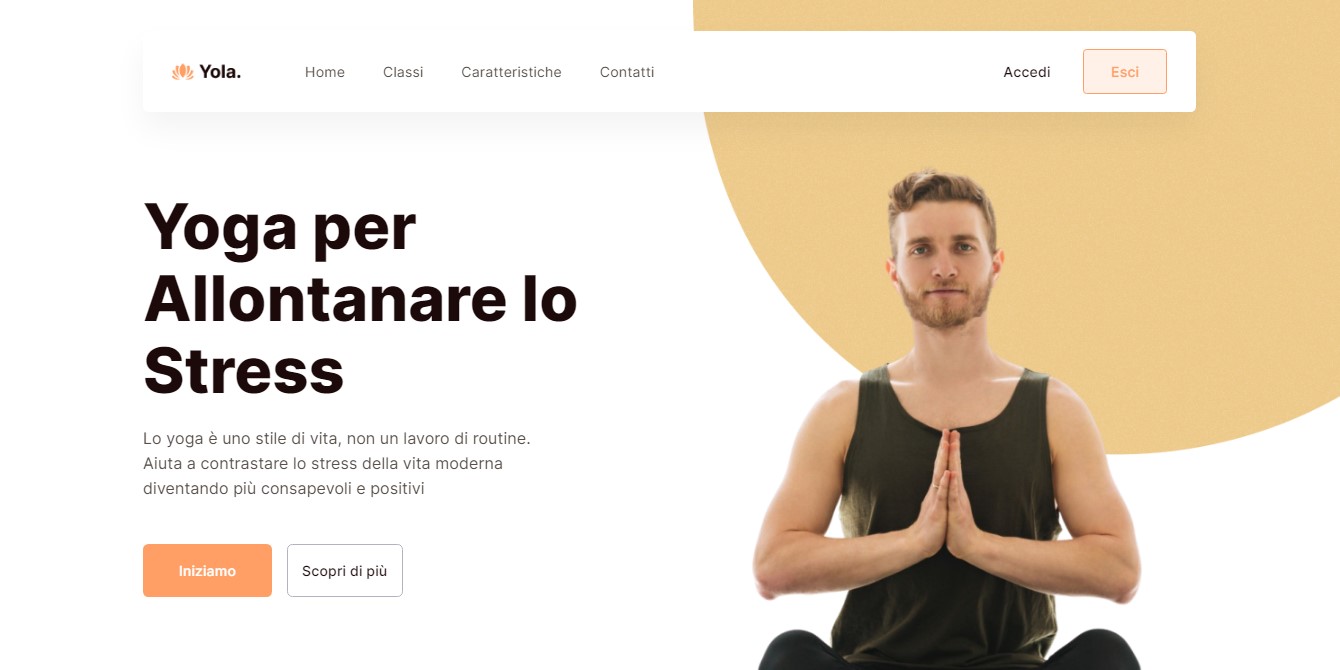 Yola.
Home
Classi
Caratteristiche
Contatti
Accedi
Esci
Yoga per
Allontanare lo
Stress
Lo yoga è uno stile di vita, non un lavoro di routine.
Aiuta a contrastare lo stress della vita moderna
diventando più consapevoli e positivi
Iniziamo
Scopri di più